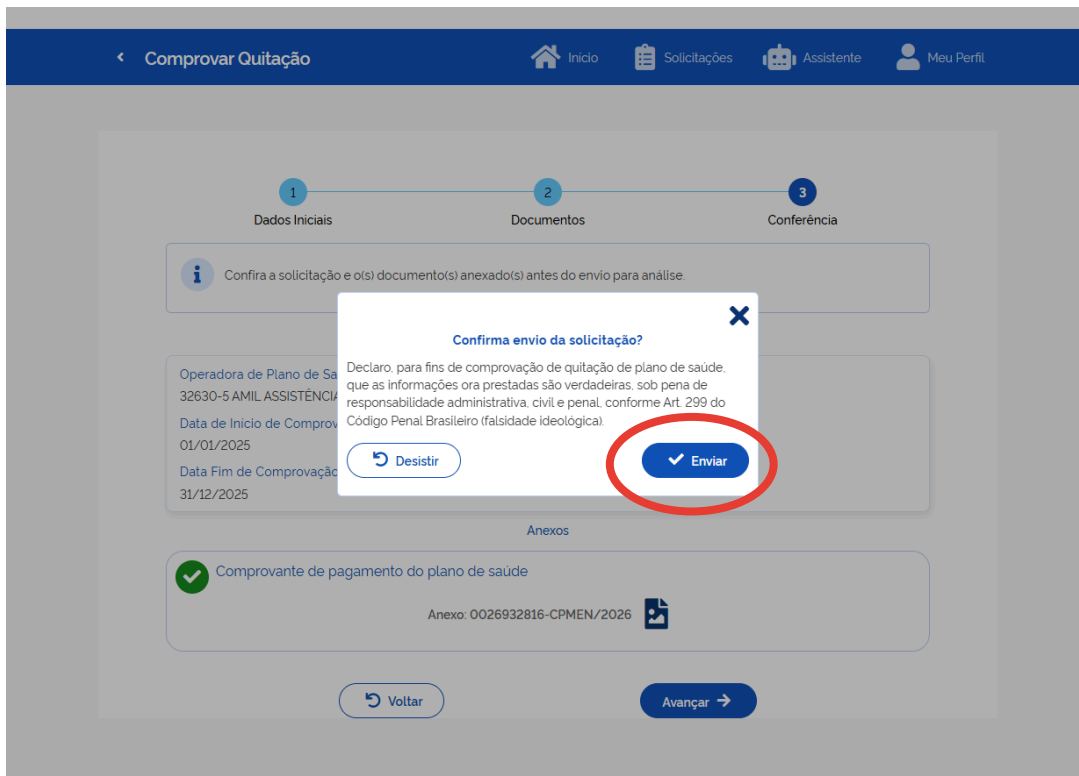 Comprovar Quitação
Início
Solicitações
Assistente
Meu Perfil
1
2
3
Dados Iniciais
Documentos
Conferência
Confira a solicitação e o(s) documento(s) anexado(s) antes do envio para análise.
Confirma envio da solicitação?
Declaro, para fins de comprovação de quitação de plano de saúde,
que as informações ora prestadas são verdadeiras, sob pena de
responsabilidade administrativa, civil e penal, conforme Art. 299 do
Código Penal Brasileiro (falsidade ideológica).
Desistir
Enviar
Operadora de Plano de Sa
32630-5 AMIL ASSISTÊNCIA
Data de Início de Comprov
01/01/2025
Data Fim de Comprovação
31/12/2025
Anexos
Comprovante de pagamento do plano de saúde
Anexo: 0026932816-CPMEN/2026
Voltar
Avançar